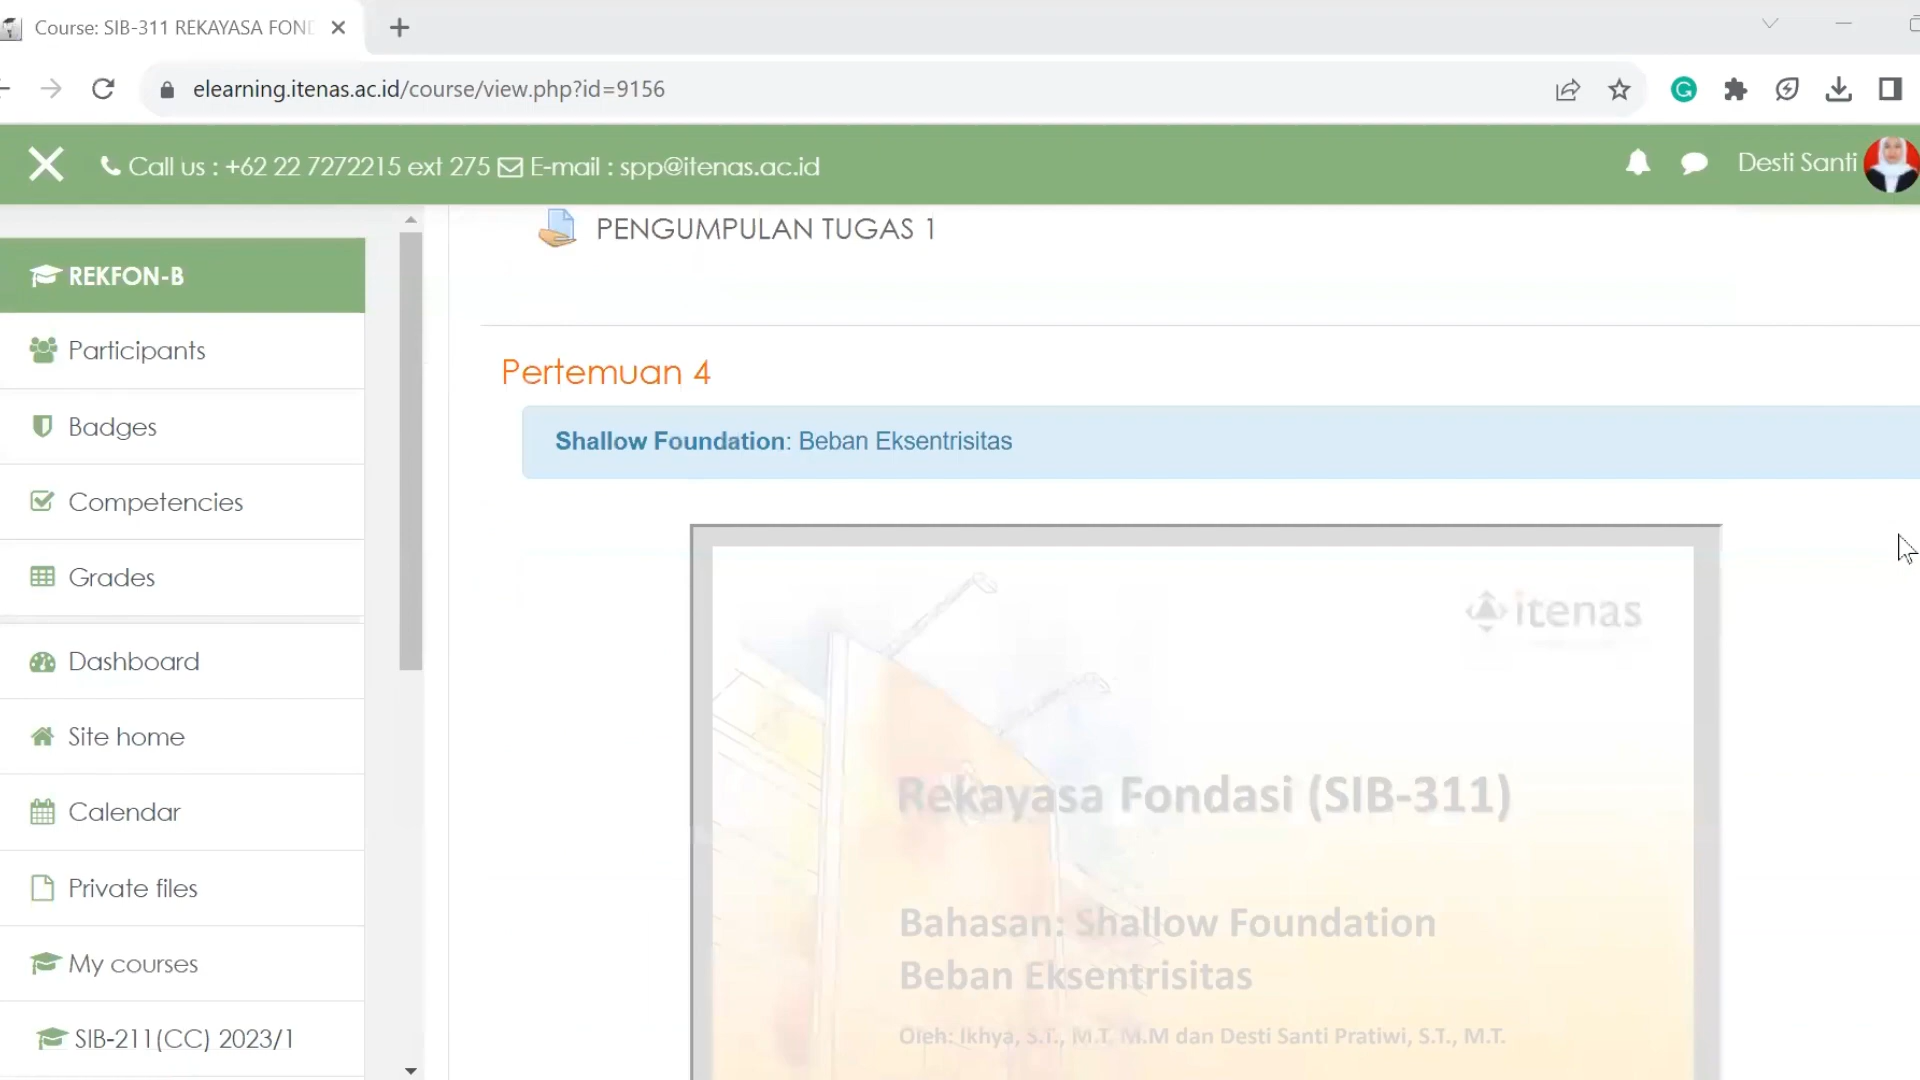 Course: SIB-311 REKAYASA FOND
elearning.itenas.ac.id/course/view.php?id=9156
Call us : +62 22 7272215 ext 275 E-mail : spp@itenas.ac.id
Desti Santi
PENGUMPULAN TUGAS 1
REKFON-B
Participants
Badges
Competencies
Grades
Dashboard
Site home
Calendar
Private files
My courses
SIB-211(CC) 2023/1
Pertemuan 4
Shallow Foundation: Beban Eksentrisitas
itenas
Rekayasa Fondasi (SIB-311)
Bahasan: Shallow Foundation
Beban Eksentrisitas
Oleh: Ikhya, S.T., M.T. M.M dan Desti Santi Pratiwi, S.T., M.T.